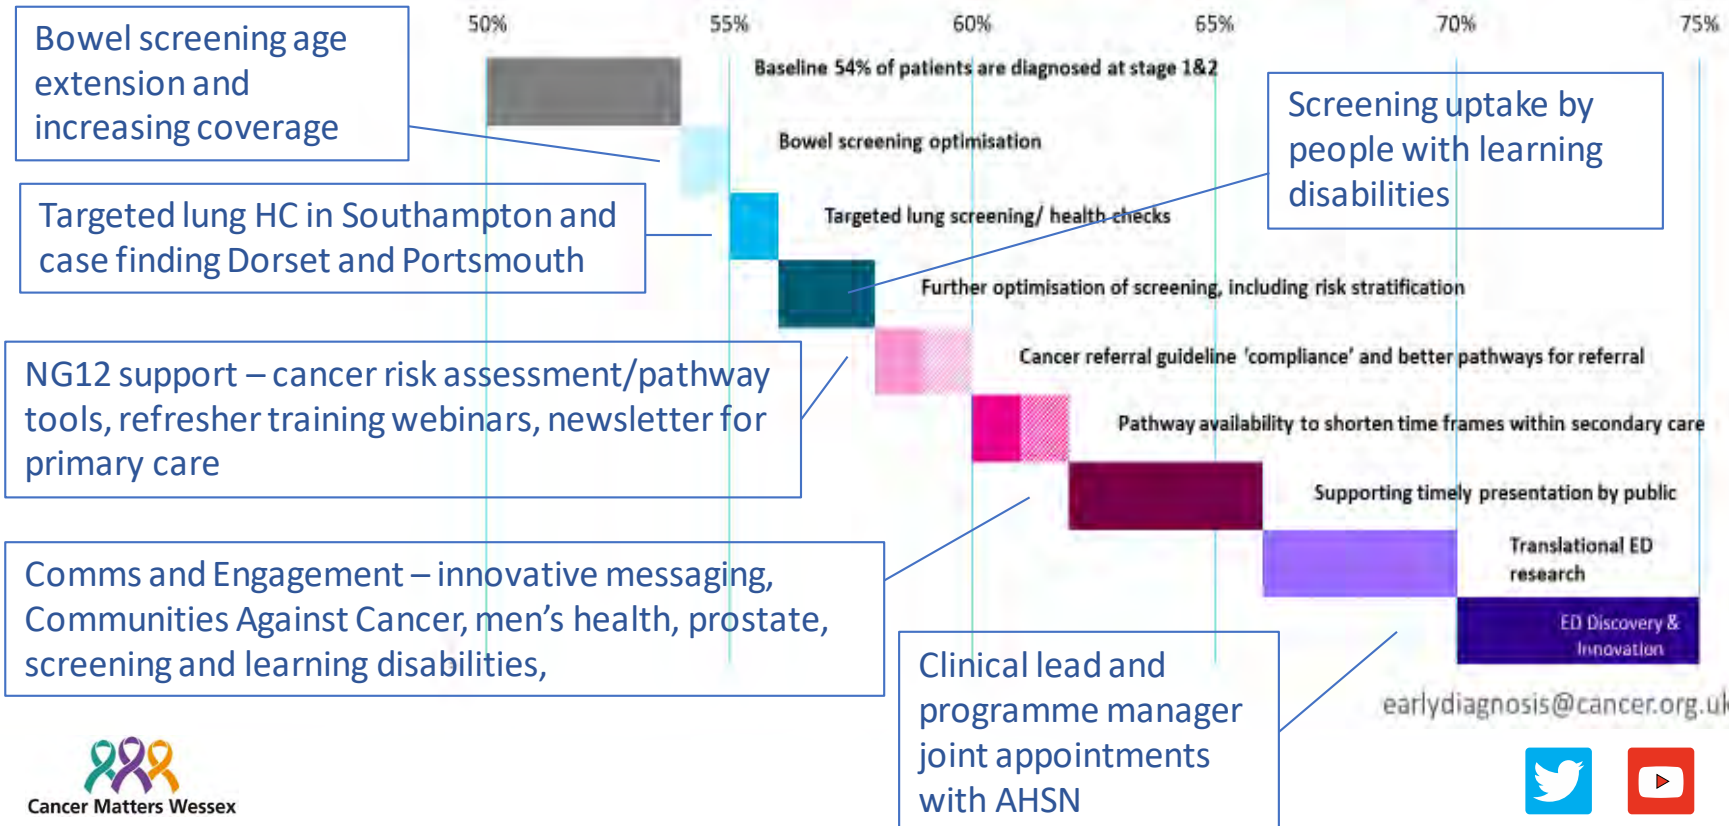 50%
55%
60%
65%
70%
75%
Bowel screening age
extension and
increasing coverage
Baseline 54% of patients are diagnosed at stage 1&2
Screening uptake by
people with learning
disabilities
Bowel screening optimisation
Targeted lung HC in Southampton and
case finding Dorset and Portsmouth
Targeted lung screening/ health checks
Further optimisation of screening, including risk stratification
NG12 support – cancer risk assessment/pathway
tools, refresher training webinars, newsletter for
primary care
Cancer referral guideline ‘compliance’ and better pathways for referral
Pathway availability to shorten time frames within secondary care
Supporting timely presentation by public
Comms and Engagement – innovative messaging,
Communities Against Cancer, men’s health, prostate,
screening and learning disabilities,
Translational ED
research
ED Discovery &
Innovation
Clinical lead and
programme manager
joint appointments
with AHSN
earlydiagnosis@cancer.org.uk
Cancer Matters Wessex